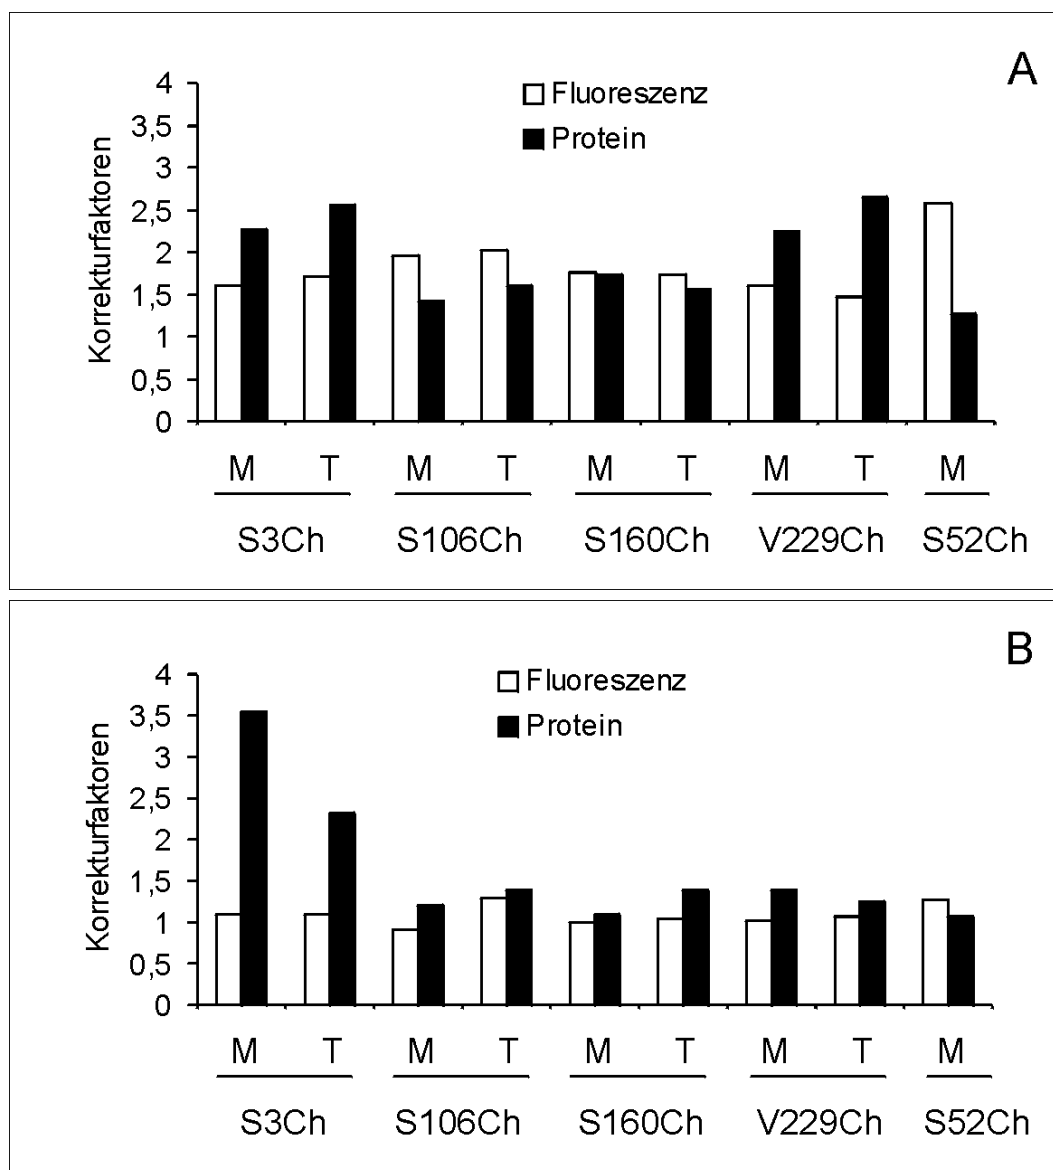 A
Fluoreszenz
Protein
Korrekturfaktoren
4
3,5
3
2,5
2
1,5
1
0,5
0
M T M T M T M T M
S3Ch S106Ch S160Ch V229Ch S52Ch
B
Fluoreszenz
Protein
Korrekturfaktoren
4
3,5
3
2,5
2
1,5
1
0,5
0
M T M T M T M T M
S3Ch S106Ch S160Ch V229Ch S52Ch